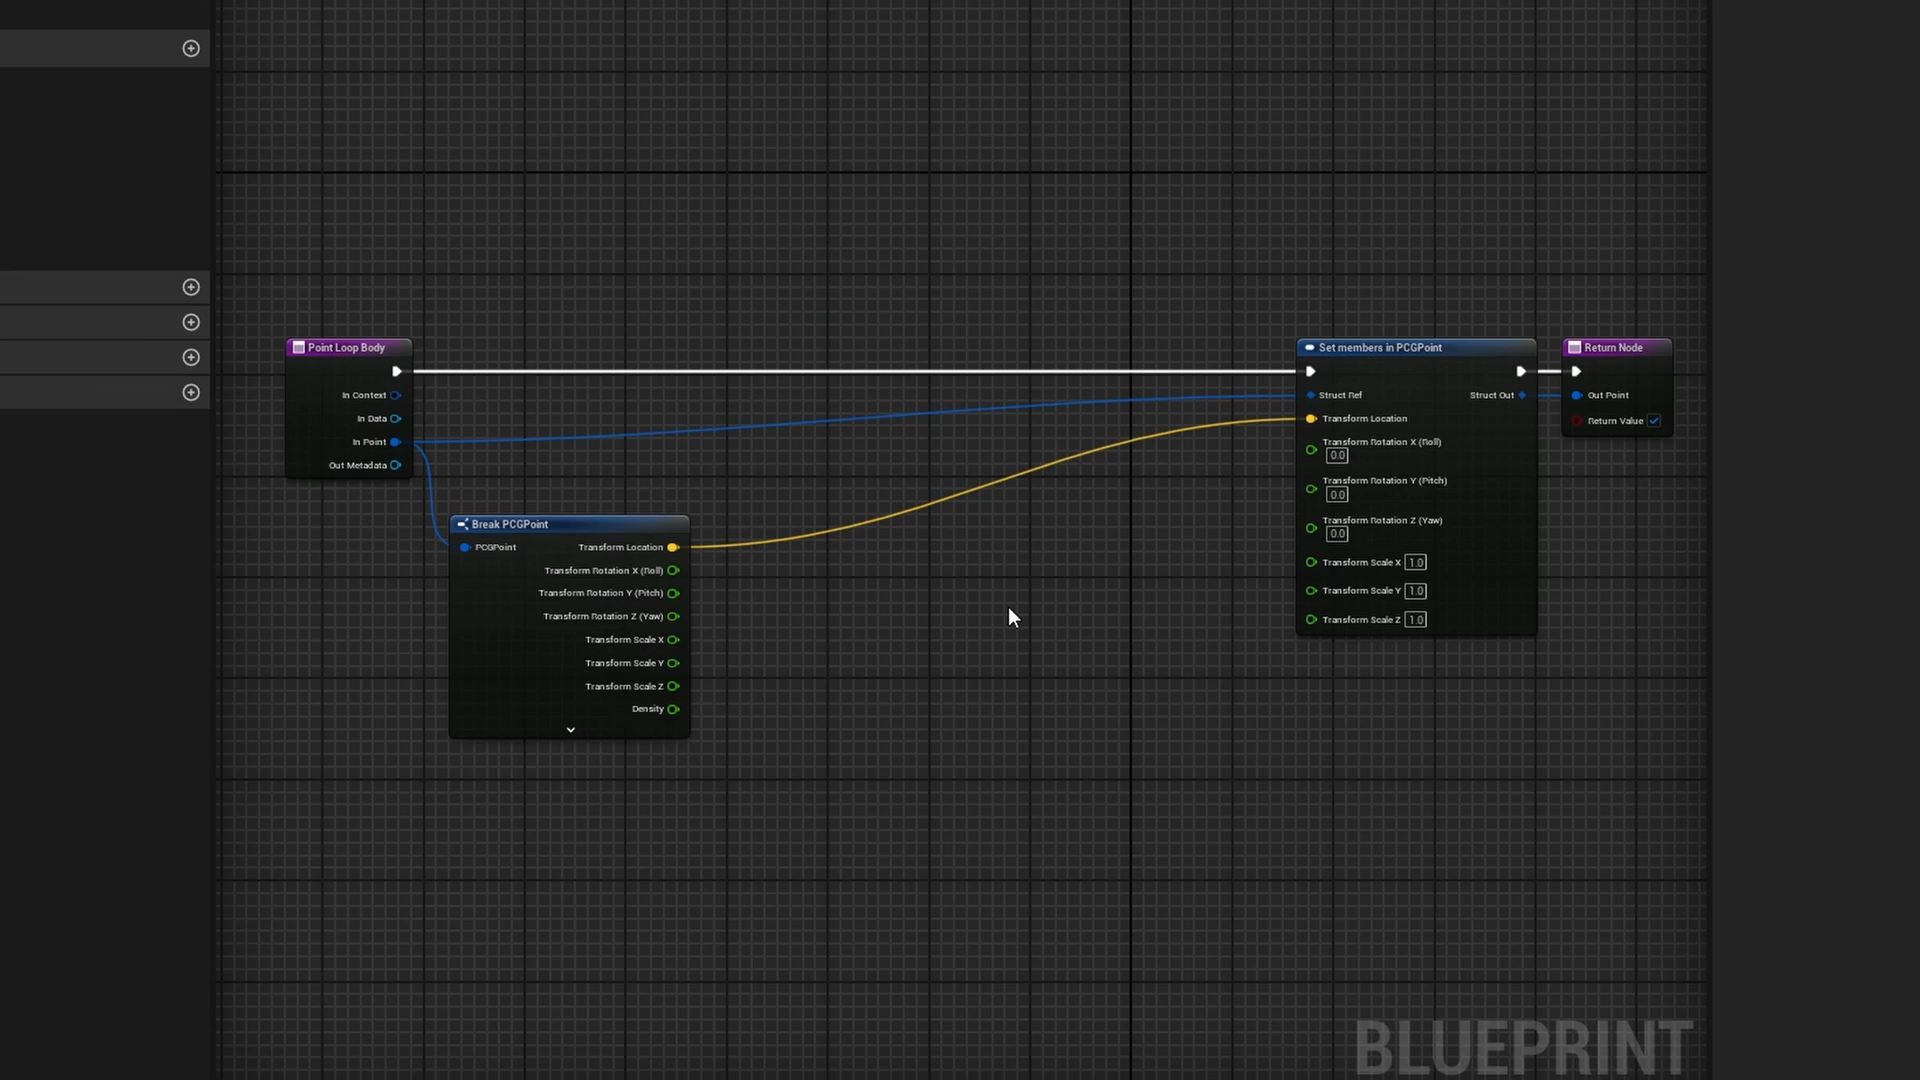 Point Loop Body
In Context
In Data
In Point
Out Metadata
Break PCGPoint
PCGPoint
Transform Location
Transform Rotation X (Roll)
Transform Rotation Y (Pitch)
Transform Rotation Z (Yaw)
Transform Scale X
Transform Scale Y
Transform Scale Z
Density
Set members in PCGPoint
Struct Ref
Struct Out
Transform Location
Transform Rotation X (Roll)
0.0
Transform Rotation Y (Pitch)
0.0
Transform Rotation Z (Yaw)
0.0
Transform Scale X 1.0
Transform Scale Y 1.0
Transform Scale Z 1.0
Return Node
Out Point
Return Value
BLUEPRINT